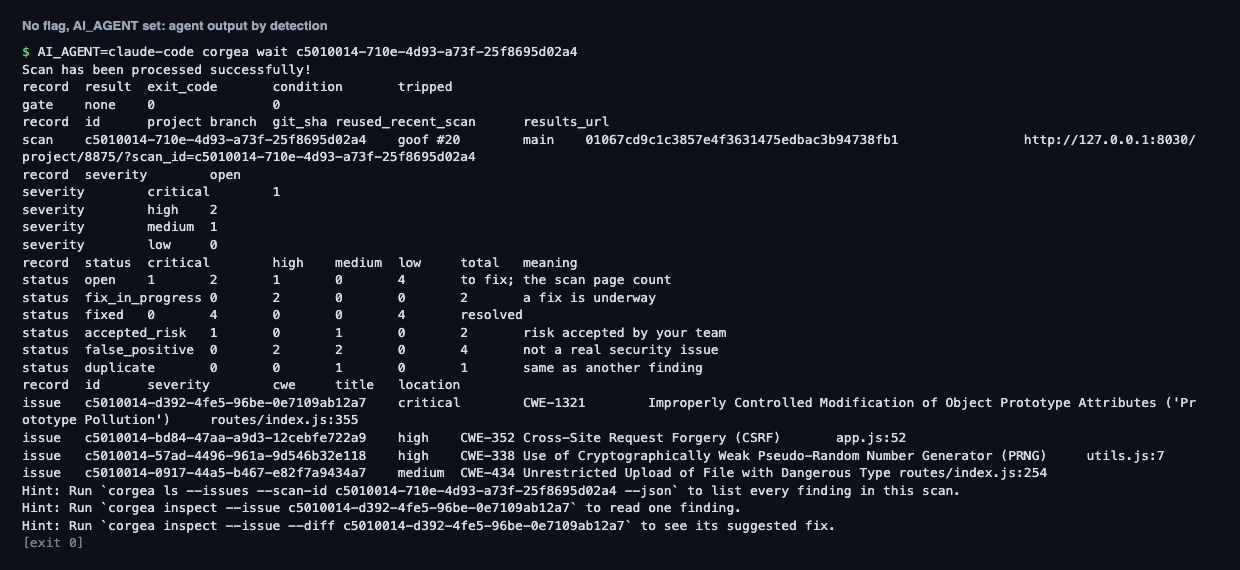 No flag, AI_AGENT set: agent output by detection
$ AI_AGENT=claude-code corgea wait c5010014-710e-4d93-a73f-25f8695d02a4
Scan has been processed successfully!
record result exit_code condition tripped
gate none 0 0
record id project branch git_sha reused_recent_scan results_url
scan c5010014-710e-4d93-a73f-25f8695d02a4 goof #20 main 01067cd9c1c3857e4f3631475edbac3b94738fb1 http://127.0.0.1:8030/
project/8875/?scan_id=c5010014-710e-4d93-a73f-25f8695d02a4
record severity open
severity critical 1
severity high 2
severity medium 1
severity low 0
record status critical high medium low total meaning
status open 1 2 1 0 4 to fix; the scan page count
status fix_in_progress 0 2 0 0 2 a fix is underway
status fixed 0 4 0 0 4 resolved
status accepted_risk 1 0 1 0 2 risk accepted by your team
status false_positive 0 2 2 0 4 not a real security issue
status duplicate 0 0 1 0 1 same as another finding
record id severity cwe title location
issue c5010014-d392-4fe5-96be-0e7109ab12a7 critical CWE-1321 Improperly Controlled Modification of Object Prototype Attributes ('Pr
ototype Pollution') routes/index.js:355
issue c5010014-bd84-47aa-a9d3-12cebfe722a9 high CWE-352 Cross-Site Request Forgery (CSRF) app.js:52
issue c5010014-57ad-4496-961a-9d546b32e118 high CWE-338 Use of Cryptographically Weak Pseudo-Random Number Generator (PRNG) utils.js:7
issue c5010014-0917-44a5-b467-e82f7a9434a7 medium CWE-434 Unrestricted Upload of File with Dangerous Type routes/index.js:254
Hint: Run `corgea ls --issues --scan-id c5010014-710e-4d93-a73f-25f8695d02a4 --json` to list every finding in this scan.
Hint: Run `corgea inspect --issue c5010014-d392-4fe5-96be-0e7109ab12a7` to read one finding.
Hint: Run `corgea inspect --issue --diff c5010014-d392-4fe5-96be-0e7109ab12a7` to see its suggested fix.
[exit 0]